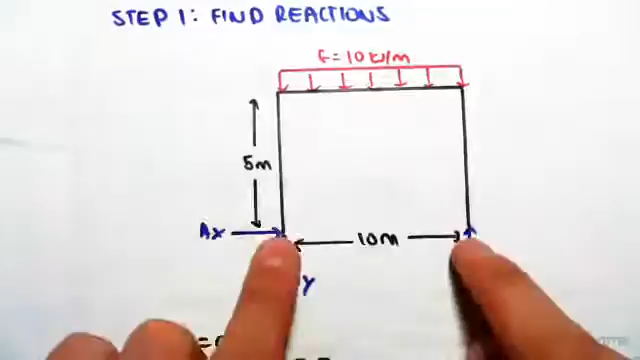 STEP 1: FIND REACTIONS
F=10 kN/m
5m
Ax
10m
y